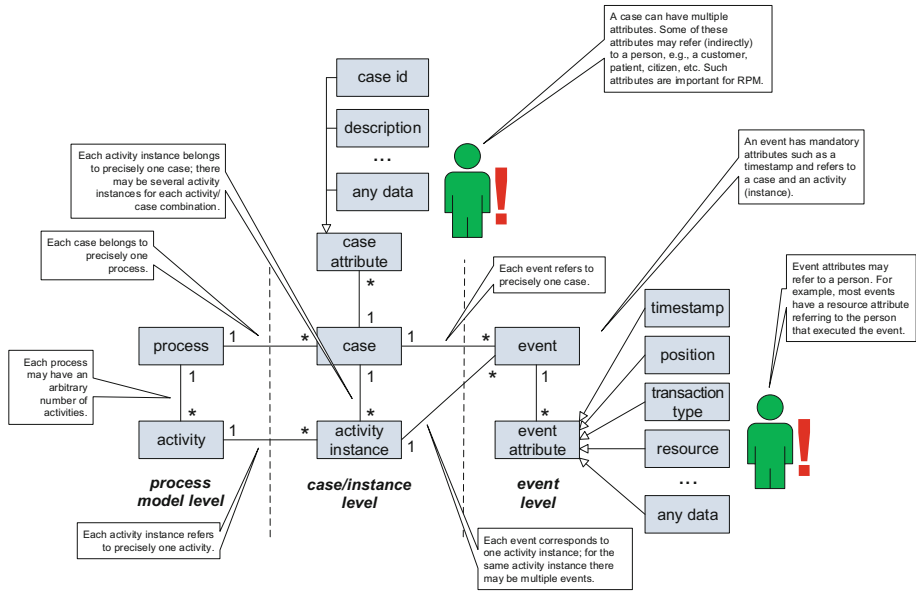 A case can have multiple
attributes. Some of these
attributes may refer (indirectly)
to a person, e.g., a customer,
patient, citizen, etc. Such
attributes are important for RPM.
case id
description
...
any data
An event has mandatory
attributes such as a
timestamp and refers to
a case and an activity
(instance).
Each activity instance belongs
to precisely one case; there
may be several activity
instances for each activity/
case combination.
!
case
attribute
Each case belongs to
precisely one
process.
*
1
Each event refers to
precisely one case.
Event attributes may
refer to a person. For
example, most events
have a resource attribute
referring to the person
that executed the event.
timestamp
process
1
*
case
1
*
event
position
1
1
*
1
Each process
may have an
arbitrary
number of
activities.
transaction
type
*
*
*
activity
1
*
activity
instance
1
event
attribute
resource
!
...
any data
process
model level
case/instance
level
event
level
Each activity instance refers
to precisely one activity.
Each event corresponds to
one activity instance; for the
same activity instance there
may be multiple events.